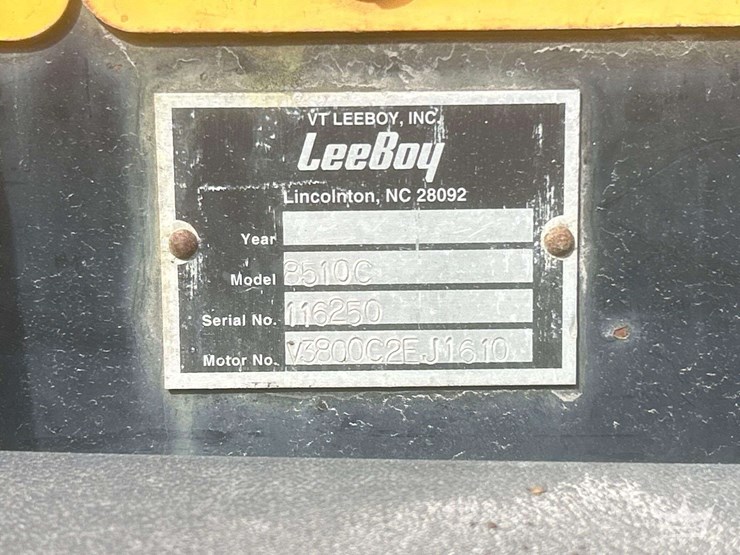 VT LEEBOY, INC.
LeeBoy
Lincolnton, NC 28092
Year
Model 8510C
Serial No. 116250
Motor No. V3800C2EJ1610